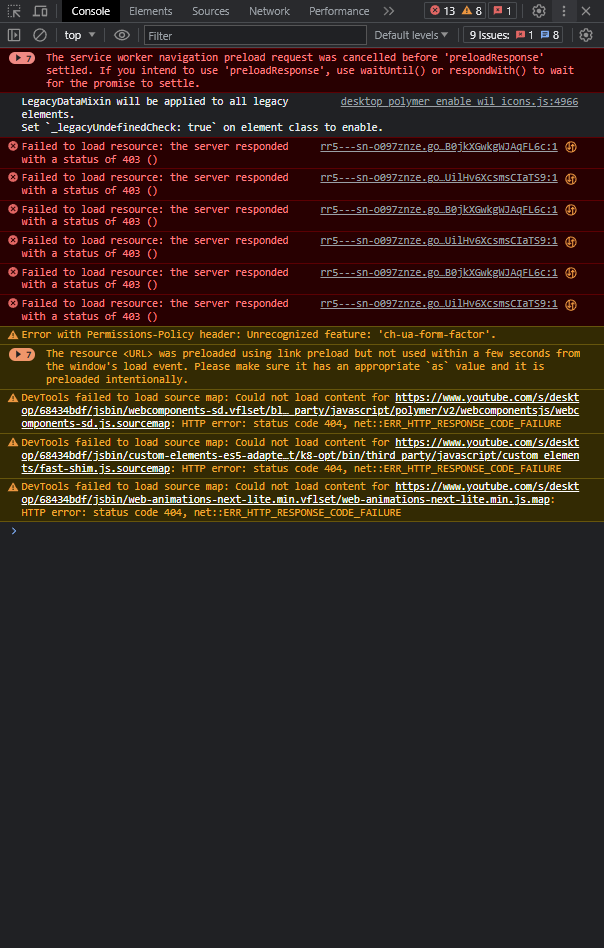 Console Elements Sources Network Performance 13 8 1
top Filter Default levels 9 Issues: 1 8
7 The service worker navigation preload request was cancelled before 'preloadResponse'
settled. If you intend to use 'preloadResponse', use waitUntil() or respondWith() to wait
for the promise to settle.
LegacyDataMixin will be applied to all legacy desktop_polymer_enable_wil_icons.js:4966
elements.
Set `_legacyUndefinedCheck: true` on element class to enable.
Failed to load resource: the server responded rr5---sn-o097znze.go…B0jkXGwkgWJAqFL6c:1
with a status of 403 ()
Failed to load resource: the server responded rr5---sn-o097znze.go…UilHv6XcsmsCIaTS9:1
with a status of 403 ()
Failed to load resource: the server responded rr5---sn-o097znze.go…B0jkXGwkgWJAqFL6c:1
with a status of 403 ()
Failed to load resource: the server responded rr5---sn-o097znze.go…UilHv6XcsmsCIaTS9:1
with a status of 403 ()
Failed to load resource: the server responded rr5---sn-o097znze.go…B0jkXGwkgWJAqFL6c:1
with a status of 403 ()
Failed to load resource: the server responded rr5---sn-o097znze.go…UilHv6XcsmsCIaTS9:1
with a status of 403 ()
Error with Permissions-Policy header: Unrecognized feature: 'ch-ua-form-factor'.
7 The resource <URL> was preloaded using link preload but not used within a few seconds from
the window's load event. Please make sure it has an appropriate `as` value and it is
preloaded intentionally.
DevTools failed to load source map: Could not load content for https://www.youtube.com/s/deskt
op/68434bdf/jsbin/webcomponents-sd.vflset/bl… party/javascript/polymer/v2/webcomponentsjs/webc
omponents-sd.js.sourcemap: HTTP error: status code 404, net::ERR_HTTP_RESPONSE_CODE_FAILURE
DevTools failed to load source map: Could not load content for https://www.youtube.com/s/deskt
op/68434bdf/jsbin/custom-elements-es5-adapte…t/k8-opt/bin/third_party/javascript/custom_elemen
ts/fast-shim.js.sourcemap: HTTP error: status code 404, net::ERR_HTTP_RESPONSE_CODE_FAILURE
DevTools failed to load source map: Could not load content for https://www.youtube.com/s/deskt
op/68434bdf/jsbin/web-animations-next-lite.min.vflset/web-animations-next-lite.min.js.map:
HTTP error: status code 404, net::ERR_HTTP_RESPONSE_CODE_FAILURE